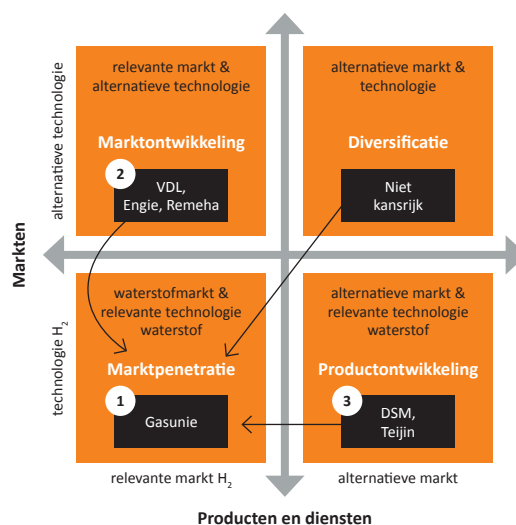 relevante markt &
alternatieve technologie
Marktontwikkeling
2
VDL,
Engie, Remeha
alternatieve markt &
technologie
Diversificatie
Niet
kansrijk
alternatieve technologie
Markten
technologie H₂
waterstofmarkt &
relevante technologie
waterstof
Marktpenetratie
1
Gasunie
alternatieve markt &
relevante technologie
waterstof
Productontwikkeling
3
DSM,
Teijin
relevante markt H₂
alternatieve markt
Producten en diensten